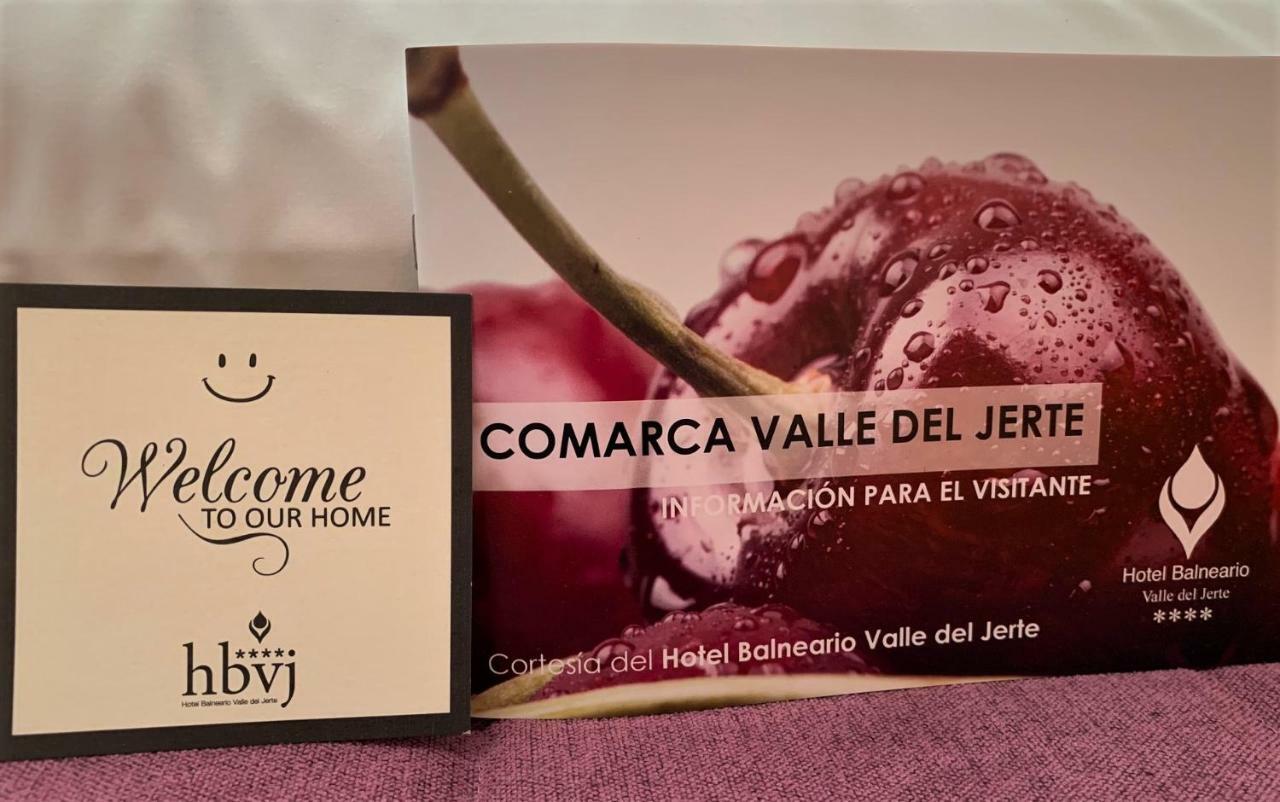 Welcome
TO OUR HOME
****
hbvj
Hotel Balneario Valle del Jerte
COMARCA VALLE DEL JERTE
INFORMACIÓN PARA EL VISITANTE
Hotel Balneario
Valle del Jerte
****
Cortesía del Hotel Balneario Valle del Jerte